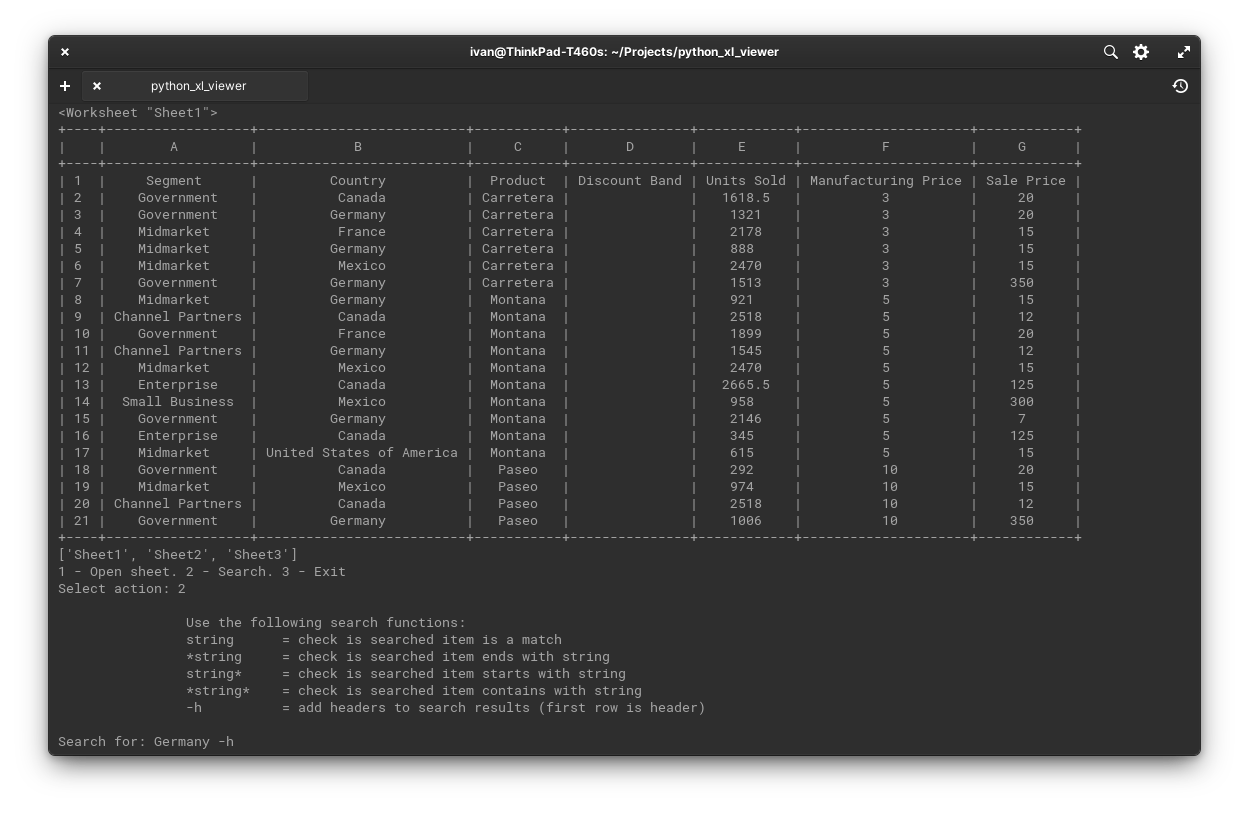 ivan@ThinkPad-T460s: ~/Projects/python_xl_viewer
python_xl_viewer
<Worksheet "Sheet1">
+----+------------------+--------------------------+-----------+---------------+------------+---------------------+------------+
|    |        A         |            B             |     C     |       D       |     E      |          F          |     G      |
+----+------------------+--------------------------+-----------+---------------+------------+---------------------+------------+
| 1  |     Segment      |         Country          |  Product  | Discount Band | Units Sold | Manufacturing Price | Sale Price |
| 2  |    Government    |          Canada          | Carretera |               |   1618.5   |          3          |     20     |
| 3  |    Government    |         Germany          | Carretera |               |    1321    |          3          |     20     |
| 4  |    Midmarket     |          France          | Carretera |               |    2178    |          3          |     15     |
| 5  |    Midmarket     |         Germany          | Carretera |               |    888     |          3          |     15     |
| 6  |    Midmarket     |          Mexico          | Carretera |               |    2470    |          3          |     15     |
| 7  |    Government    |         Germany          | Carretera |               |    1513    |          3          |    350     |
| 8  |    Midmarket     |         Germany          |  Montana  |               |    921     |          5          |     15     |
| 9  | Channel Partners |          Canada          |  Montana  |               |    2518    |          5          |     12     |
| 10 |    Government    |          France          |  Montana  |               |    1899    |          5          |     20     |
| 11 | Channel Partners |         Germany          |  Montana  |               |    1545    |          5          |     12     |
| 12 |    Midmarket     |          Mexico          |  Montana  |               |    2470    |          5          |     15     |
| 13 |    Enterprise    |          Canada          |  Montana  |               |   2665.5   |          5          |    125     |
| 14 |  Small Business  |          Mexico          |  Montana  |               |    958     |          5          |    300     |
| 15 |    Government    |         Germany          |  Montana  |               |    2146    |          5          |     7      |
| 16 |    Enterprise    |          Canada          |  Montana  |               |    345     |          5          |    125     |
| 17 |    Midmarket     | United States of America |  Montana  |               |    615     |          5          |     15     |
| 18 |    Government    |          Canada          |   Paseo   |               |    292     |         10          |     20     |
| 19 |    Midmarket     |          Mexico          |   Paseo   |               |    974     |         10          |     15     |
| 20 | Channel Partners |          Canada          |   Paseo   |               |    2518    |         10          |     12     |
| 21 |    Government    |         Germany          |   Paseo   |               |    1006    |         10          |    350     |
+----+------------------+--------------------------+-----------+---------------+------------+---------------------+------------+
['Sheet1', 'Sheet2', 'Sheet3']
1 - Open sheet. 2 - Search. 3 - Exit
Select action: 2
Use the following search functions:
string      = check is searched item is a match
*string     = check is searched item ends with string
string*     = check is searched item starts with string
*string*    = check is searched item contains with string
-h          = add headers to search results (first row is header)
Search for: Germany -h